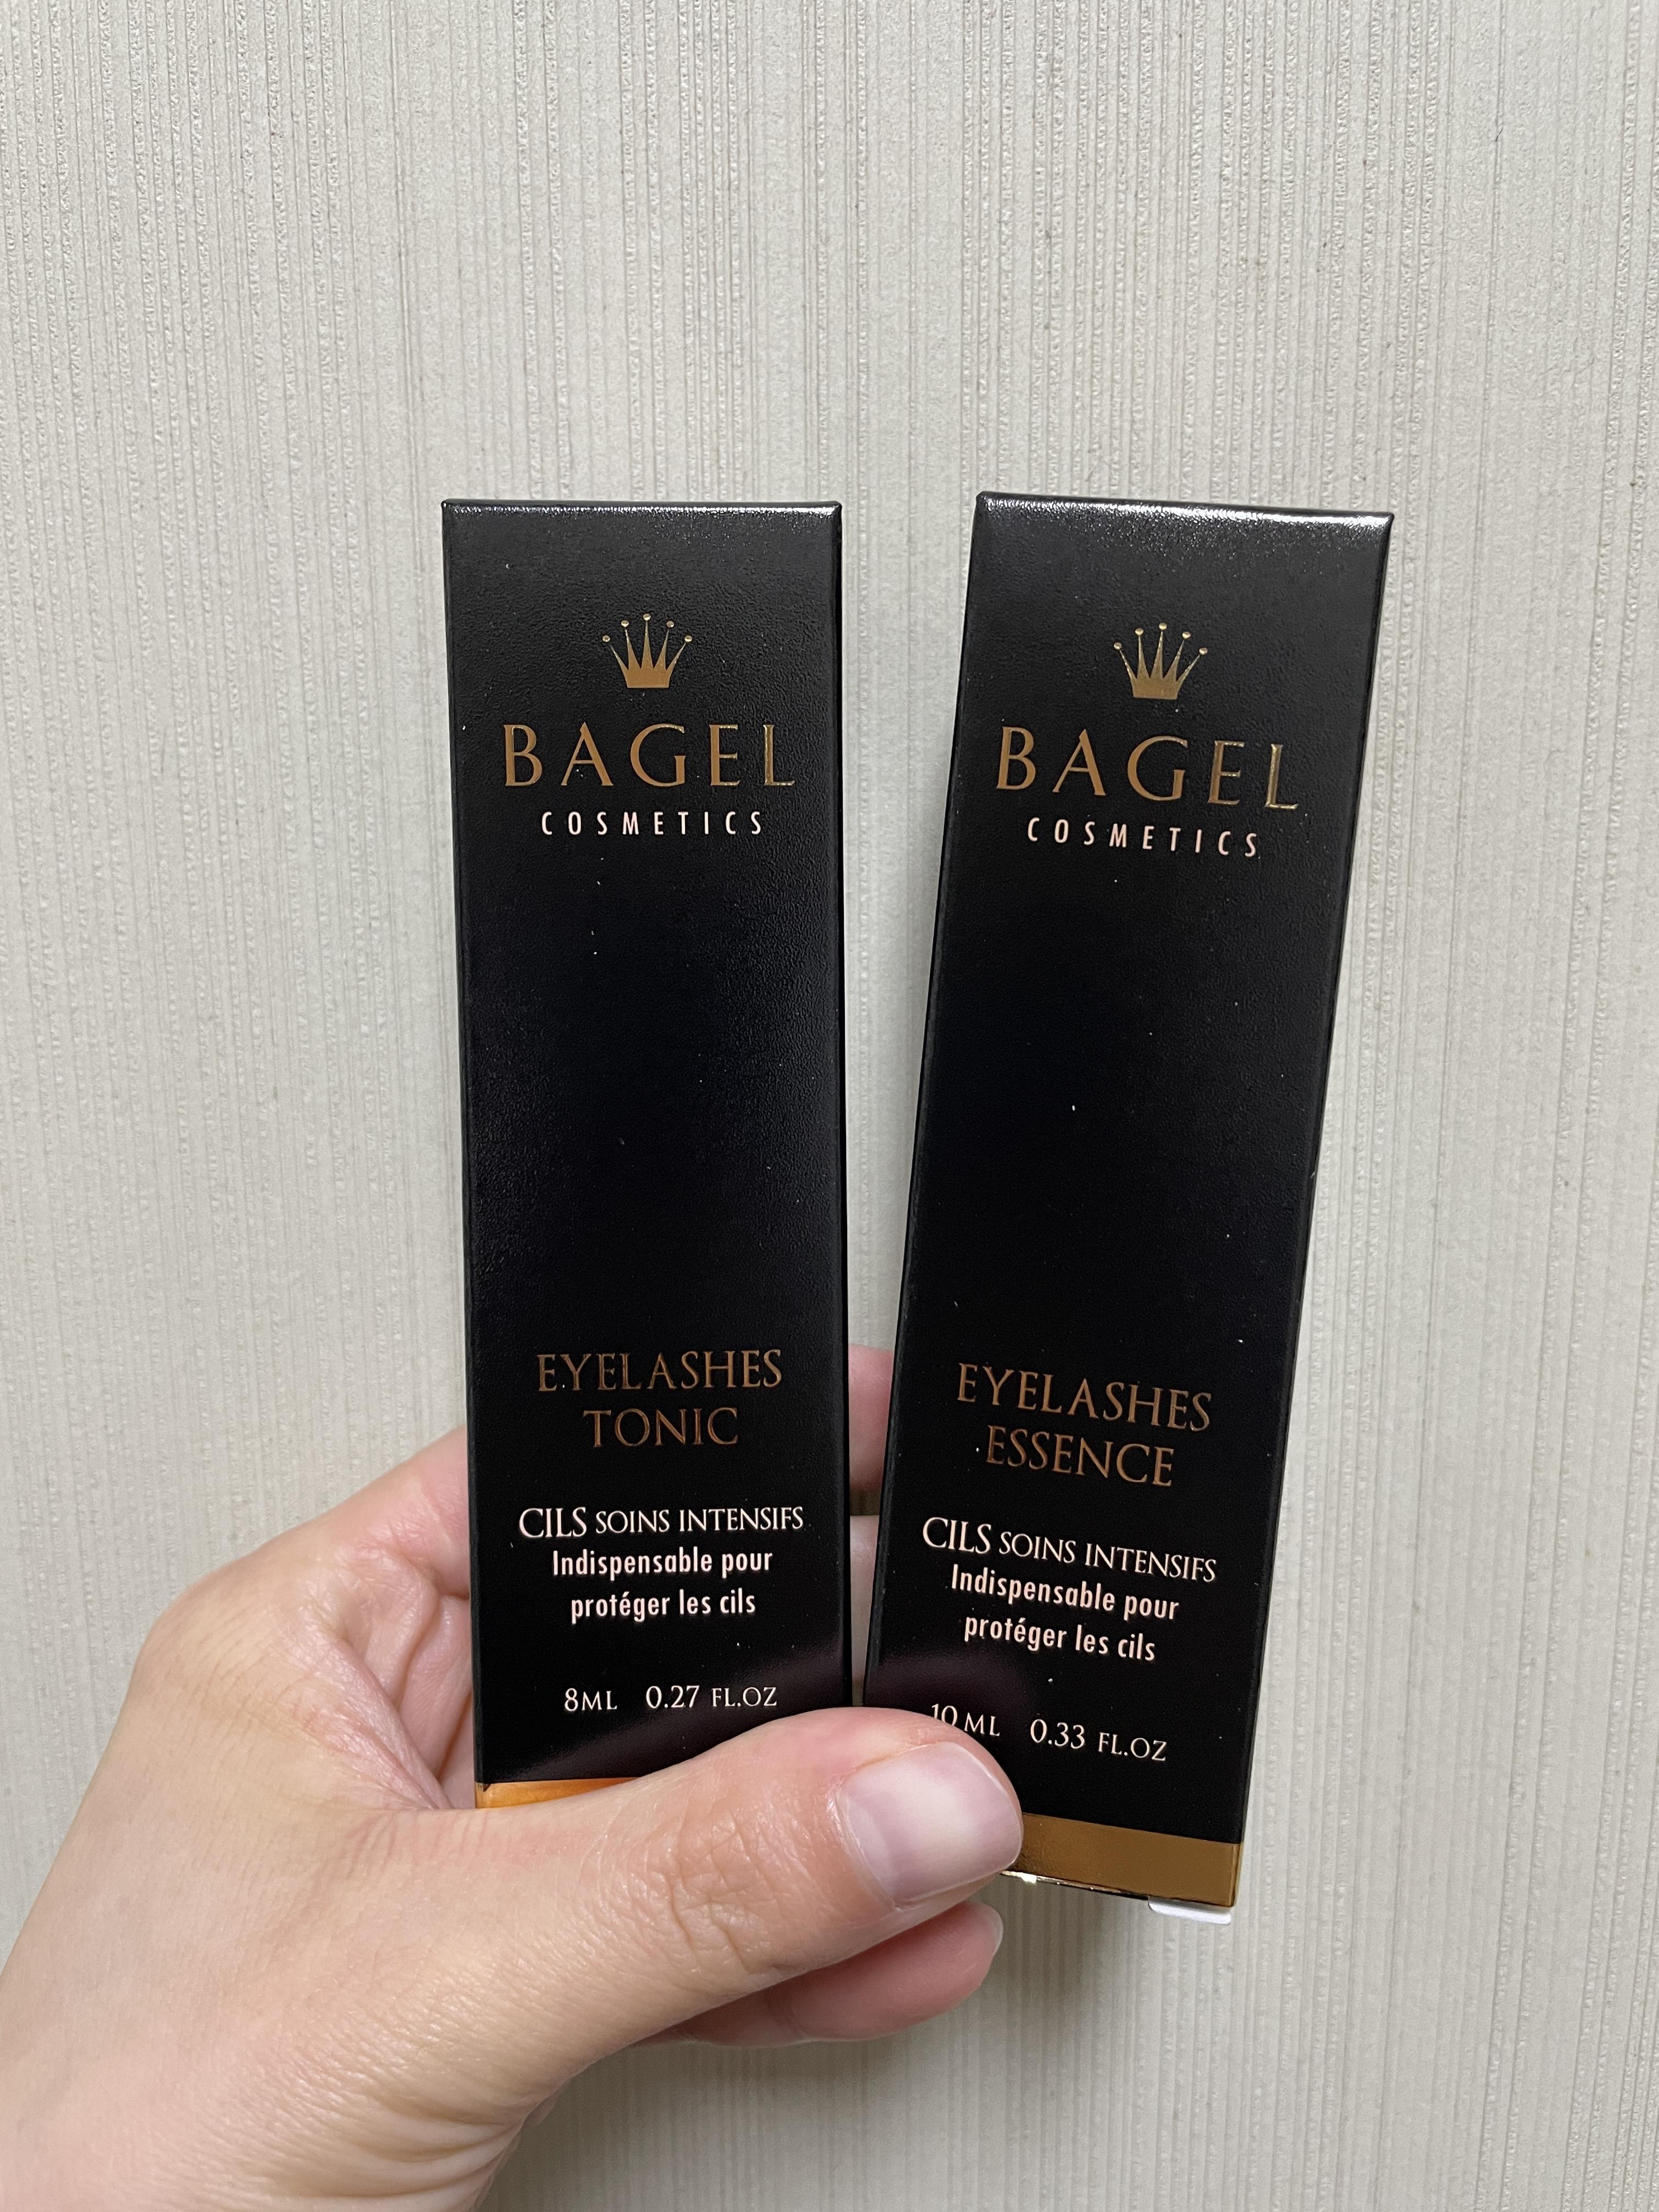 BAGEL
COSMETICS
EYELASHES
TONIC
CILS SOINS INTENSIFS
Indispensable pour
protéger les cils
8ML 0.27 FL.OZ
BAGEL
COSMETICS
EYELASHES
ESSENCE
CILS SOINS INTENSIFS
Indispensable pour
protéger les cils
10 ML 0.33 FL.OZ